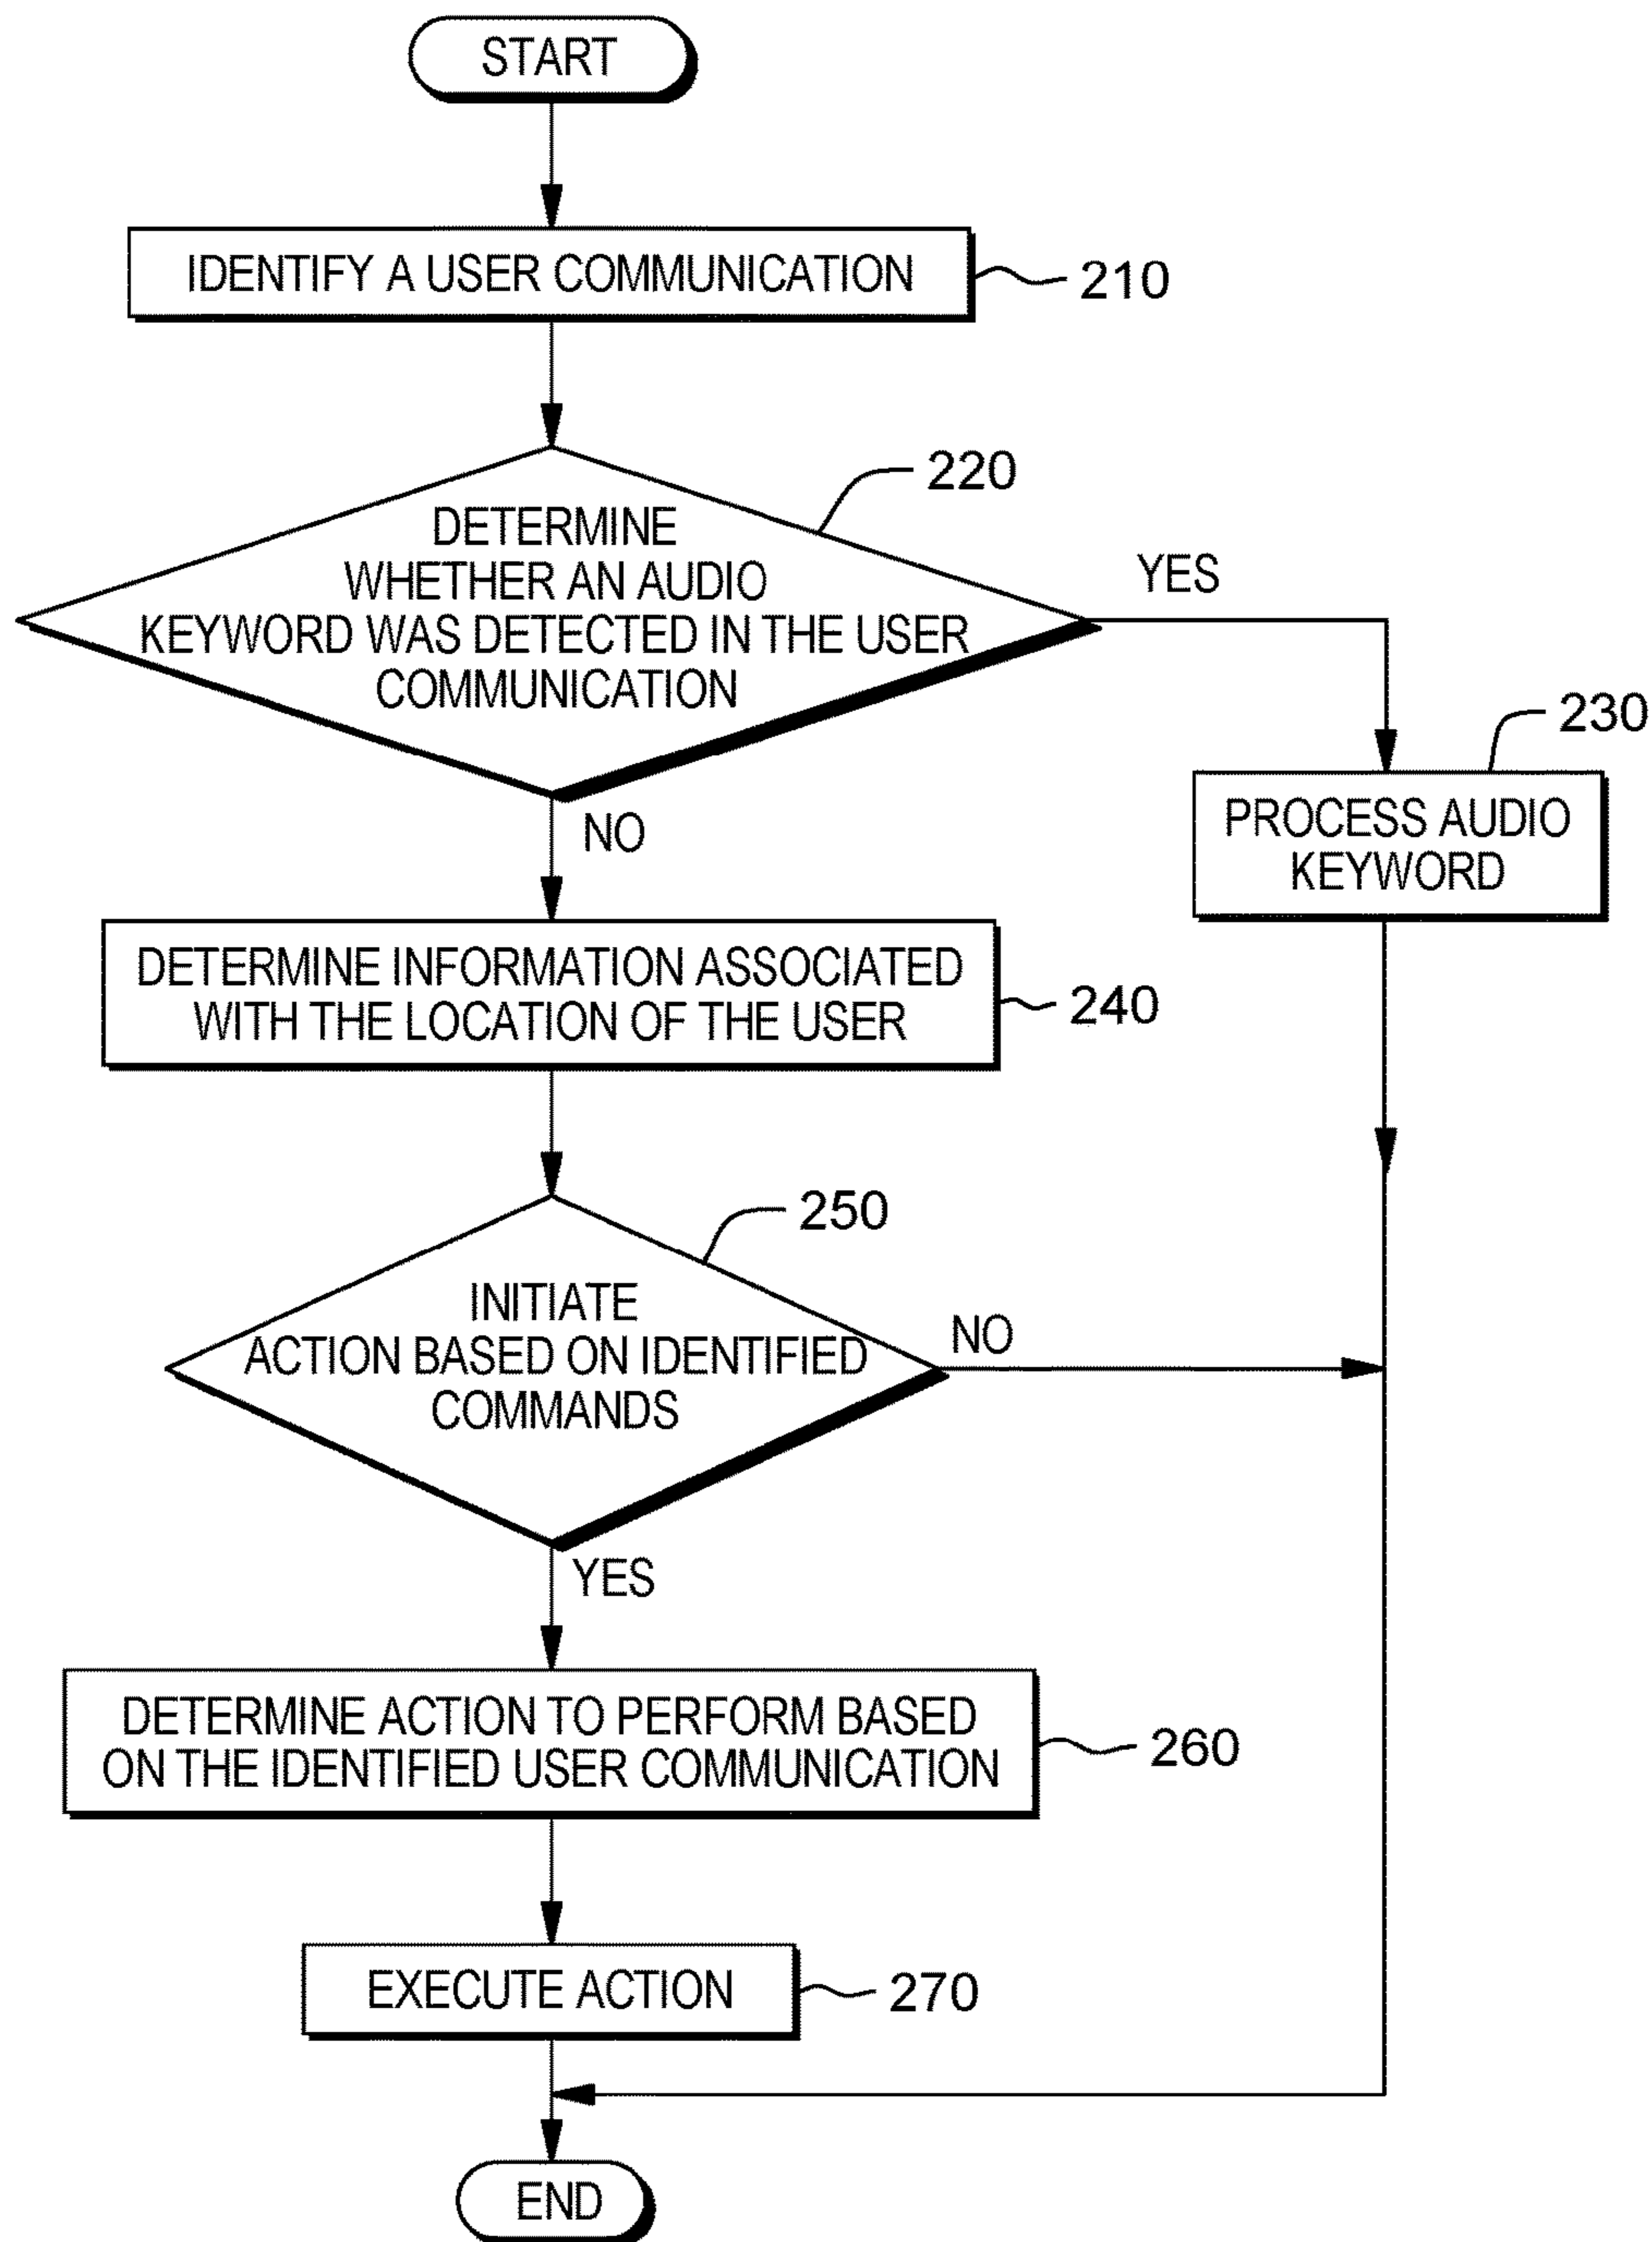 START
IDENTIFY A USER COMMUNICATION
210
220
DETERMINE
WHETHER AN AUDIO
KEYWORD WAS DETECTED IN THE USER
COMMUNICATION
YES
230
PROCESS AUDIO
KEYWORD
NO
DETERMINE INFORMATION ASSOCIATED
WITH THE LOCATION OF THE USER
240
250
INITIATE
ACTION BASED ON IDENTIFIED
COMMANDS
NO
YES
DETERMINE ACTION TO PERFORM BASED
ON THE IDENTIFIED USER COMMUNICATION
260
EXECUTE ACTION
270
END